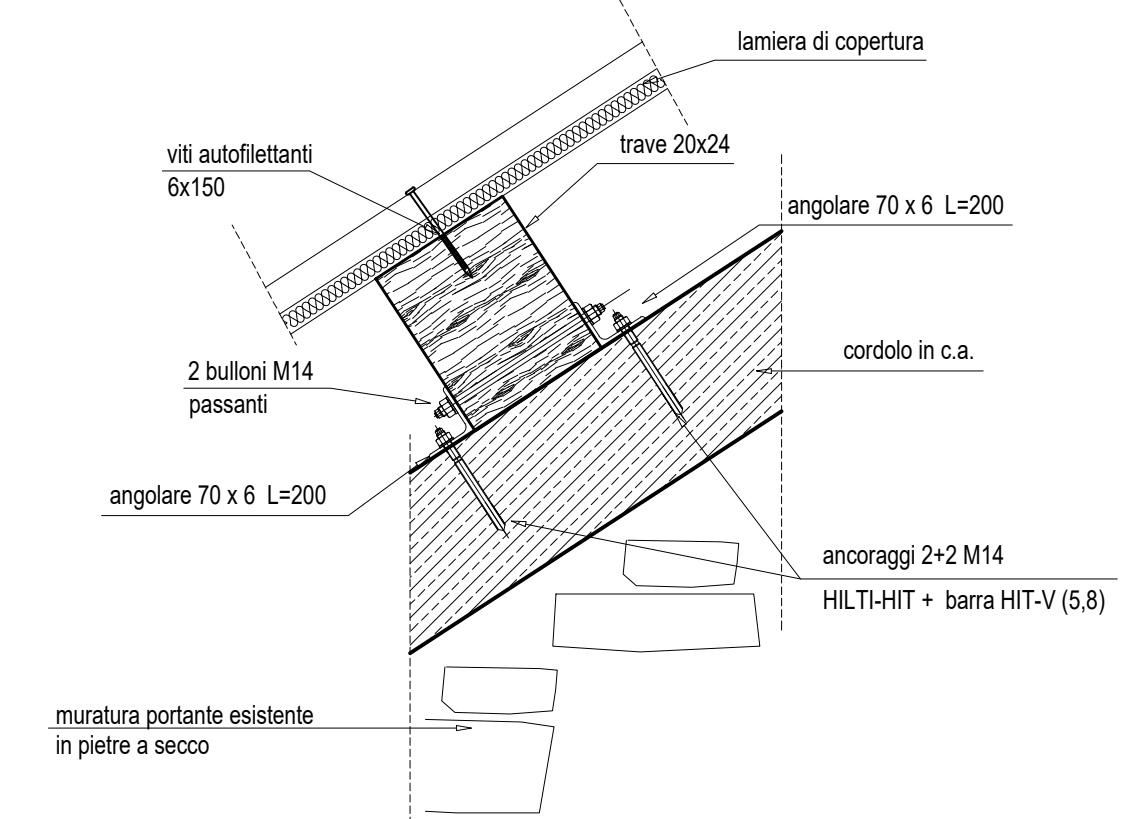 lamiera di copertura
trave 20x24
viti autofilettanti
6x150
angolare 70 x 6 L=200
cordolo in c.a.
2 bulloni M14
passanti
angolare 70 x 6 L=200
ancoraggi 2+2 M14
HILTI-HIT + barra HIT-V (5,8)
muratura portante esistente
in pietre a secco